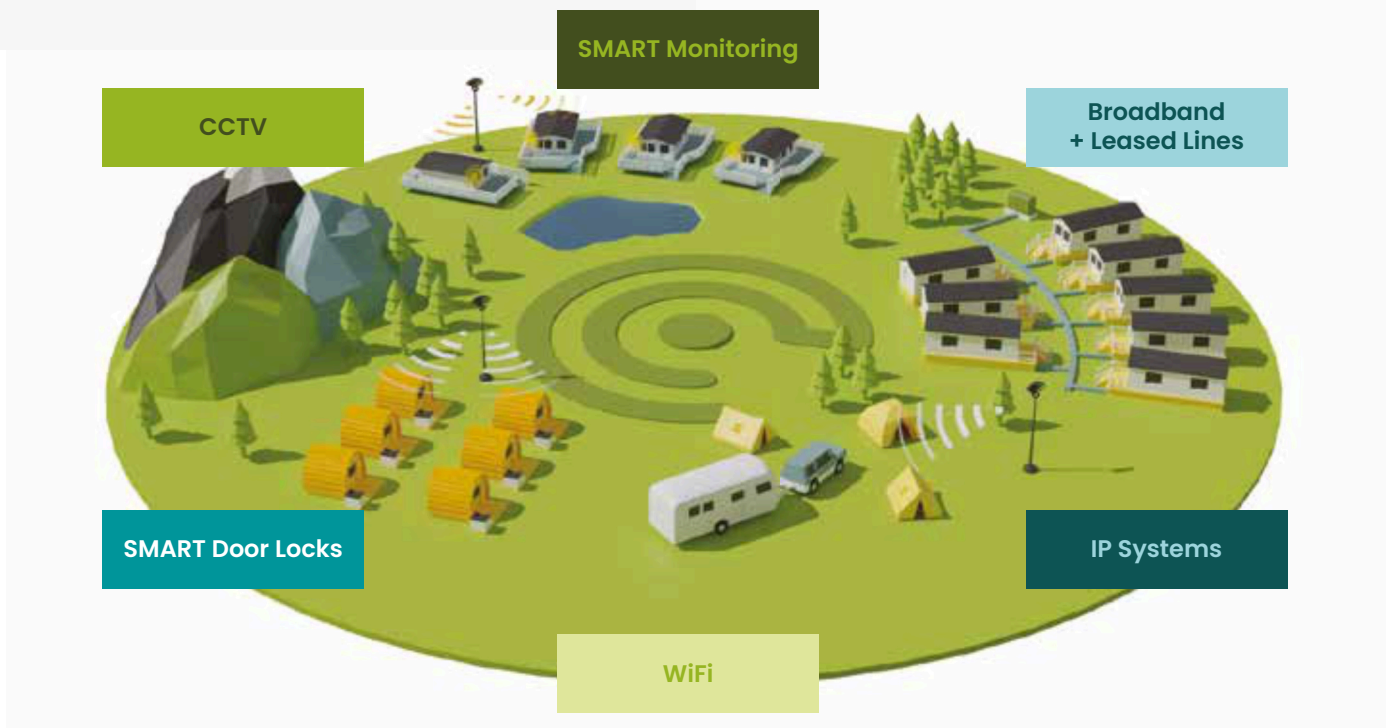 SMART Monitoring
CCTV
Broadband
+ Leased Lines
SMART Door Locks
IP Systems
WiFi